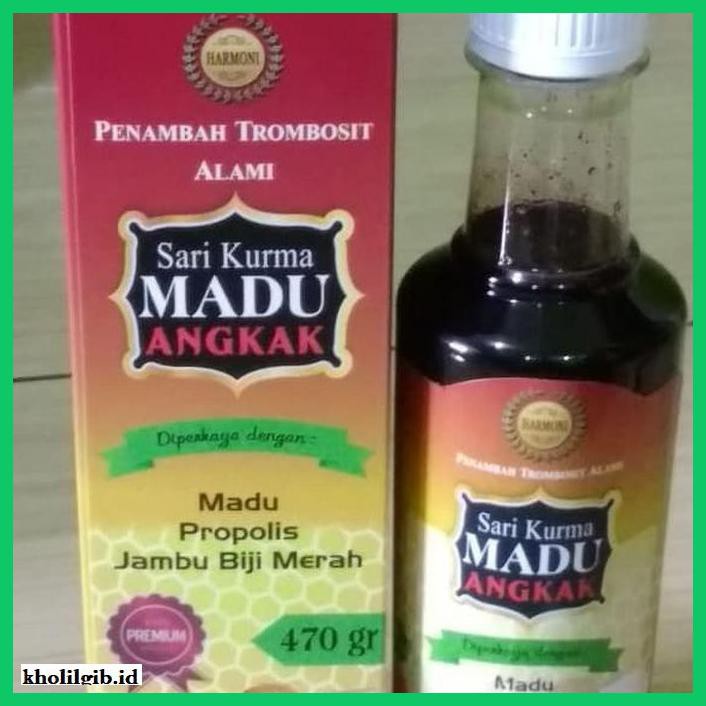 HARMONI
PENAMBAH TROMBOSIT
ALAMI
Sari Kurma
MADU
ANGKAK
Diperkaya dengan:
Madu
Propolis
Jambu Biji Merah
PREMIUM
470 gr
HARMONI
PENAMBAH TROMBOSIT ALAMI
Sari Kurma
MADU
ANGKAK
Diperkaya dengan:
Madu
kholilgib.id